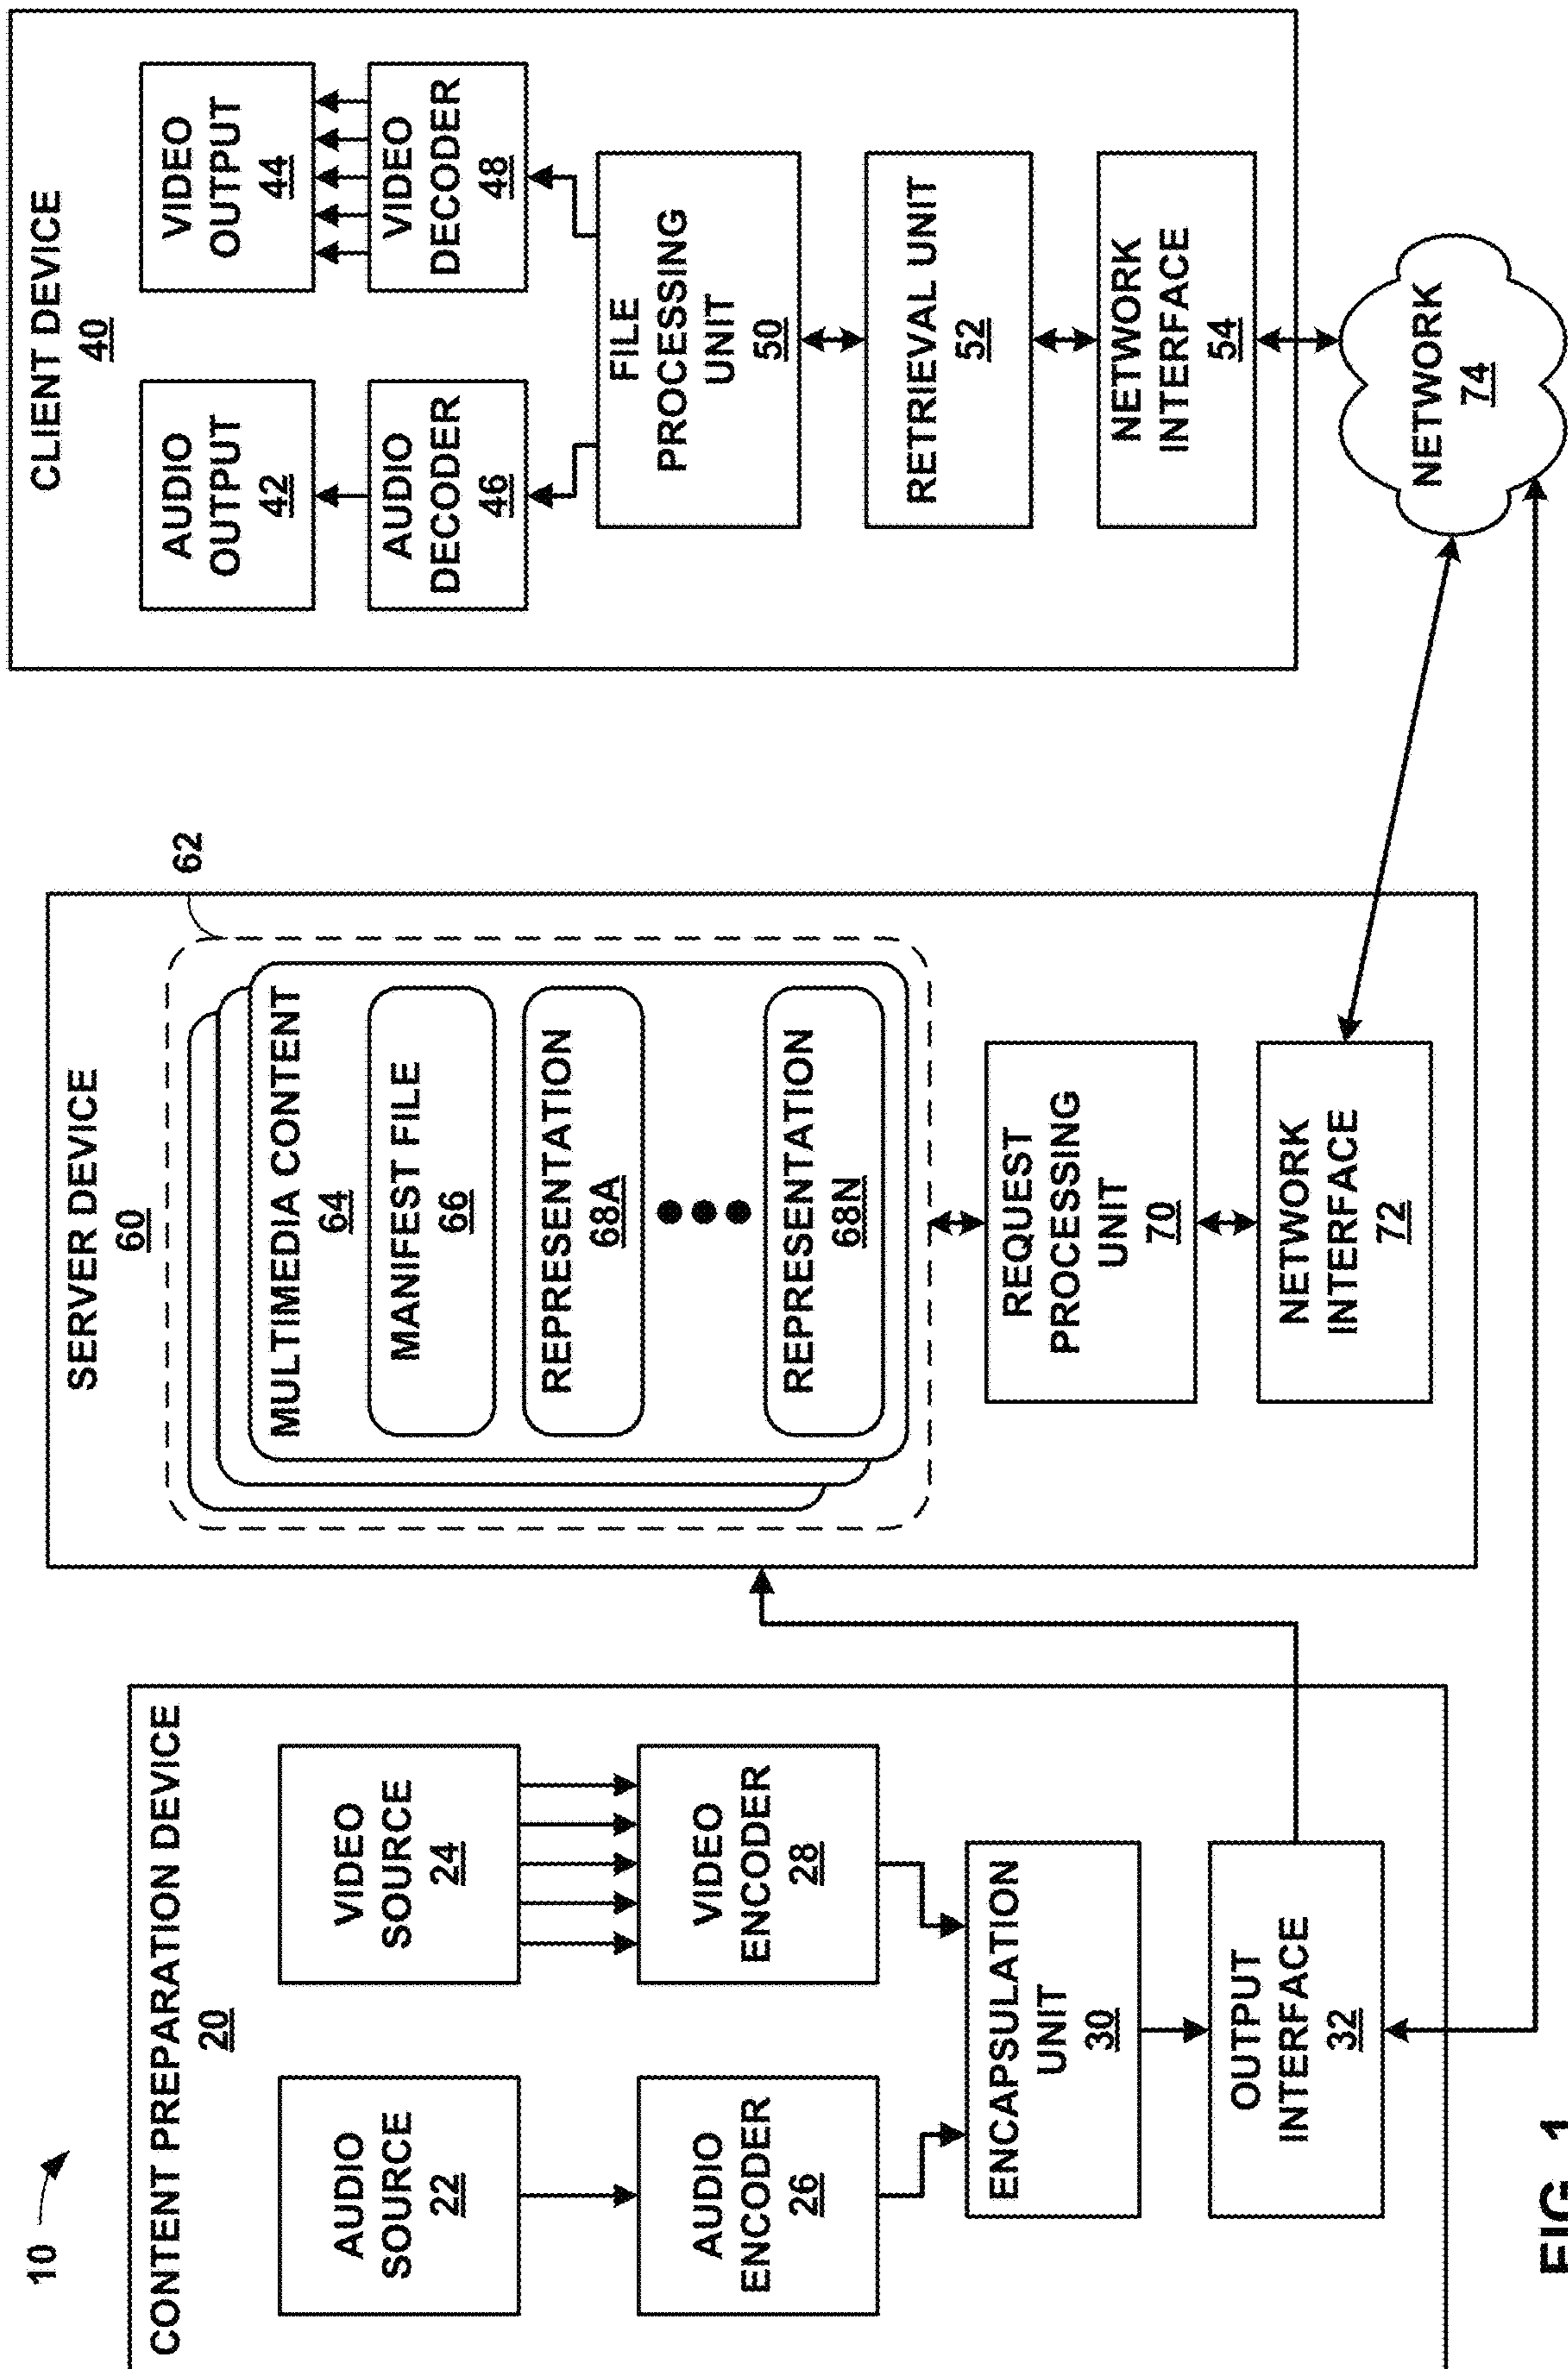 10
CONTENT PREPARATION DEVICE
20
AUDIO
SOURCE
22
VIDEO
SOURCE
24
AUDIO
ENCODER
26
VIDEO
ENCODER
28
ENCAPSULATION
UNIT
30
OUTPUT
INTERFACE
32
SERVER DEVICE
60
62
MULTIMEDIA CONTENT
64
MANIFEST FILE
66
REPRESENTATION
68A
REPRESENTATION
68N
REQUEST
PROCESSING
UNIT
70
NETWORK
INTERFACE
72
CLIENT DEVICE
40
AUDIO
OUTPUT
42
VIDEO
OUTPUT
44
AUDIO
DECODER
46
VIDEO
DECODER
48
FILE
PROCESSING
UNIT
50
RETRIEVAL UNIT
52
NETWORK
INTERFACE
54
NETWORK
74
FIG. 1